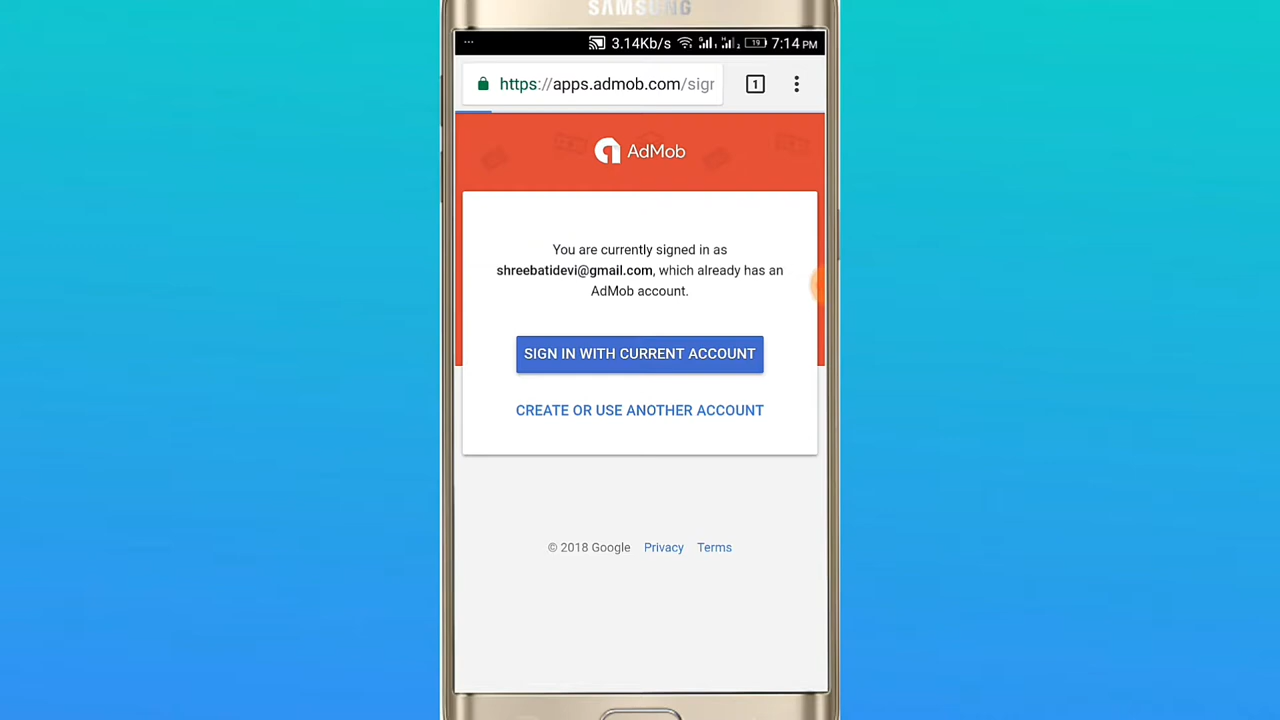 SAMSUNG
... 3.14Kb/s 19 7:14 PM
https://apps.admob.com/sigr 1
AdMob
You are currently signed in as
shreebatidevi@gmail.com, which already has an
AdMob account.
SIGN IN WITH CURRENT ACCOUNT
CREATE OR USE ANOTHER ACCOUNT
© 2018 Google Privacy Terms